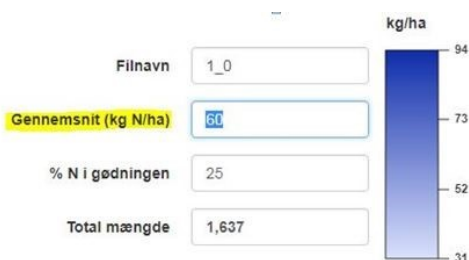 kg/ha
94
Filnavn 1_0
Gennemsnit (kg N/ha) 60
73
% N i gødningen 25
52
Total mængde 1,637
31